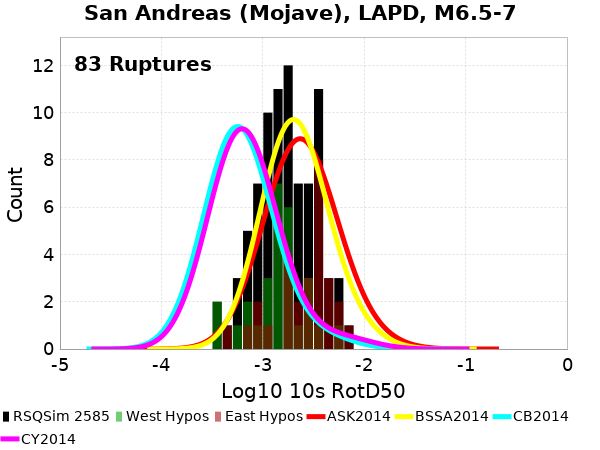 San Andreas (Mojave), LAPD, M6.5-7
83 Ruptures
Count
12
10
8
6
4
2
0
-5 -4 -3 -2 -1 0
Log10 10s RotD50
RSQSim 2585 West Hypos East Hypos ASK2014 BSSA2014 CB2014
CY2014